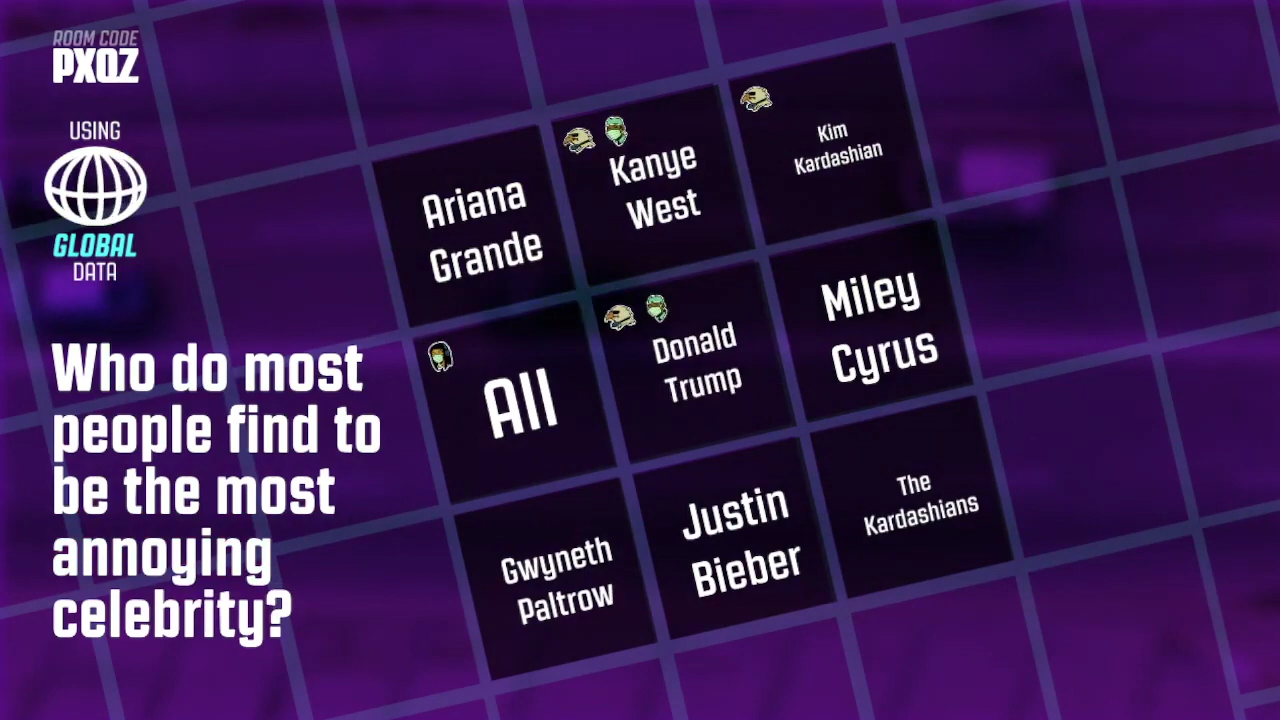 ROOM CODE
PXQZ
USING
GLOBAL
DATA
Who do most
people find to
be the most
annoying
celebrity?
Ariana
Grande
Kanye
West
Kim
Kardashian
All
Donald
Trump
Miley
Cyrus
Gwyneth
Paltrow
Justin
Bieber
The
Kardashians